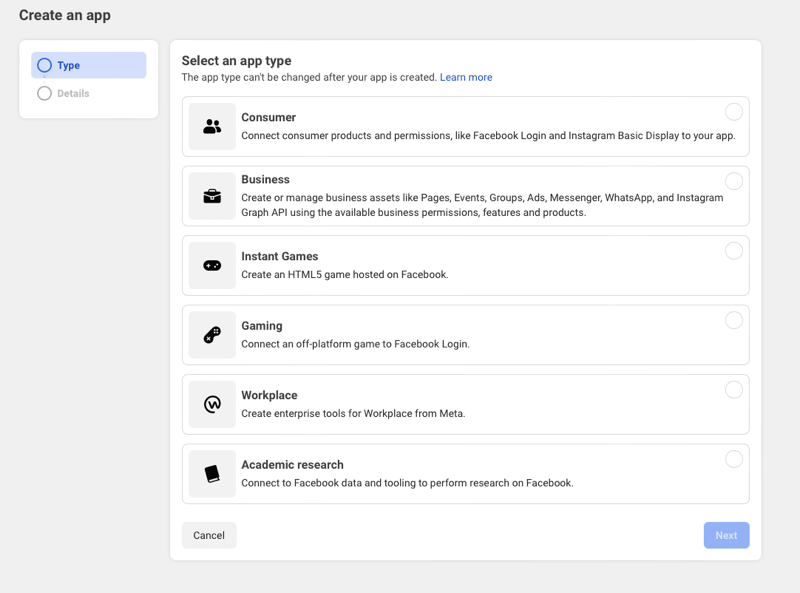 Create an app
Type
Details
Select an app type
The app type can't be changed after your app is created. Learn more
Consumer
Connect consumer products and permissions, like Facebook Login and Instagram Basic Display to your app.
Business
Create or manage business assets like Pages, Events, Groups, Ads, Messenger, WhatsApp, and Instagram
Graph API using the available business permissions, features and products.
Instant Games
Create an HTML5 game hosted on Facebook.
Gaming
Connect an off-platform game to Facebook Login.
Workplace
Create enterprise tools for Workplace from Meta.
Academic research
Connect to Facebook data and tooling to perform research on Facebook.
Cancel
Next